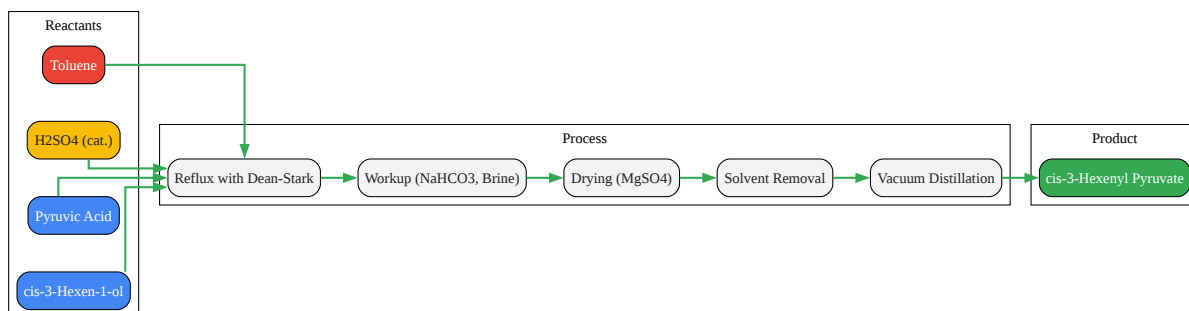 Reactants
Toluene
H2SO4 (cat.)
Pyruvic Acid
cis-3-Hexen-1-ol
Process
Reflux with Dean-Stark
Workup (NaHCO3, Brine)
Drying (MgSO4)
Solvent Removal
Vacuum Distillation
Product
cis-3-Hexenyl Pyruvate